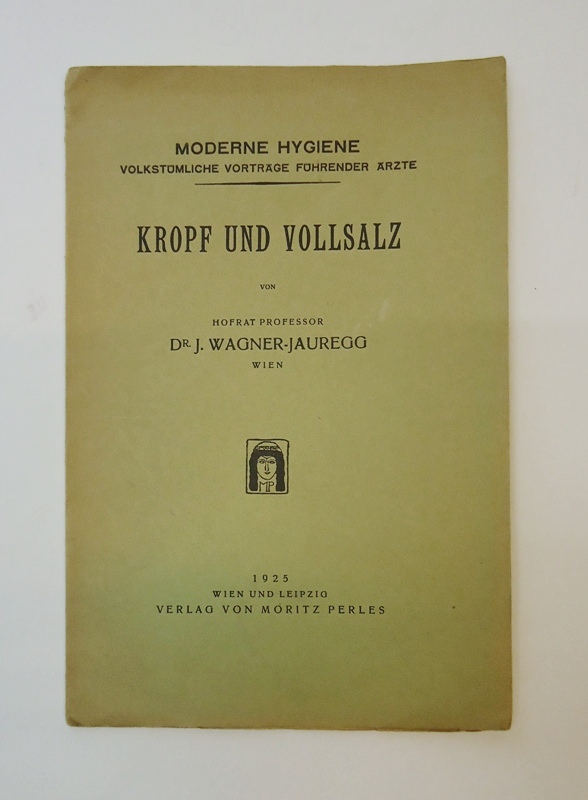 MODERNE HYGIENE
VOLKSTÜMLICHE VORTRÄGE FÜHRENDER ÄRZTE
KROPF UND VOLLSALZ
VON
HOFRAT PROFESSOR
DR. J. WAGNER-JAUREGG
WIEN
MP
1925
WIEN UND LEIPZIG
VERLAG VON MORITZ PERLES